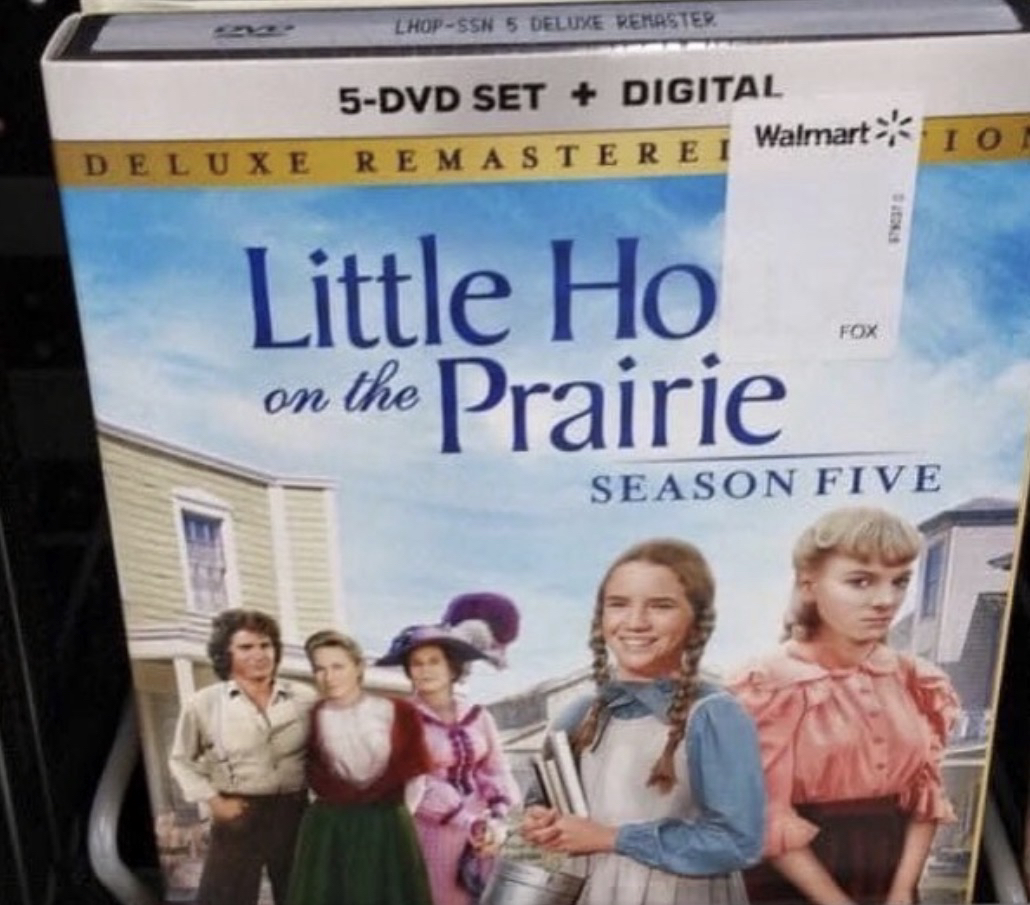 DVD LHOP-SSN 5 DELUXE REMASTER
5-DVD SET + DIGITAL
Walmart
DELUXE REMASTERE
Little Ho
on the Prairie
FOX
SEASON FIVE